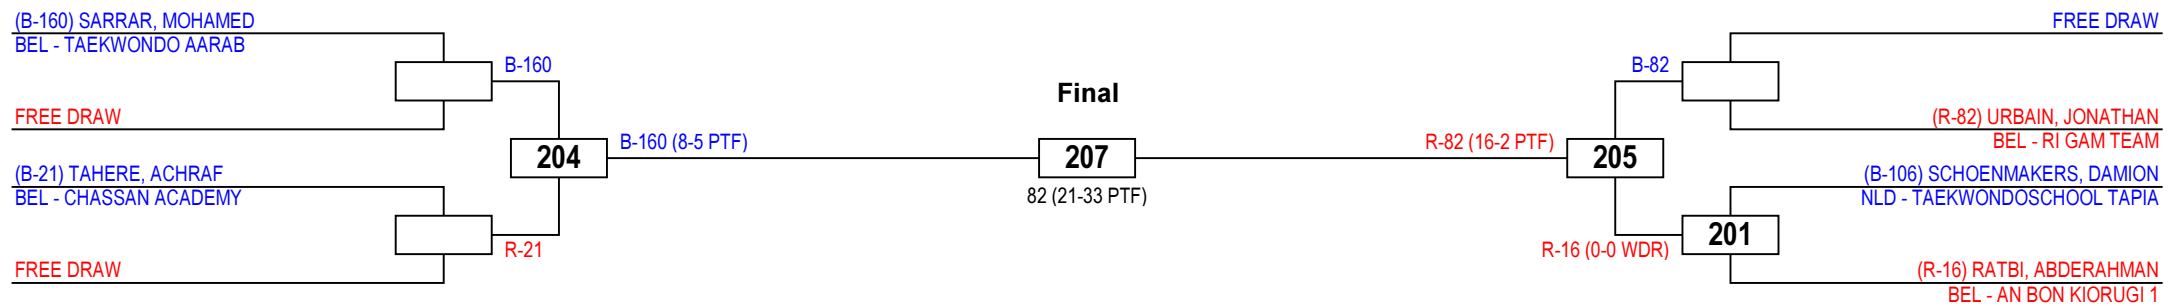 (B-160) SARRAR, MOHAMED
BEL - TAEKWONDO AARAB
B-160
FREE DRAW
204
B-160 (8-5 PTF)
(B-21) TAHERE, ACHRAF
BEL - CHASSAN ACADEMY
R-21
FREE DRAW
Final
207
82 (21-33 PTF)
FREE DRAW
B-82
(R-82) URBAIN, JONATHAN
BEL - RI GAM TEAM
R-82 (16-2 PTF)
205
(B-106) SCHOENMAKERS, DAMION
NLD - TAEKWONDOSCHOOL TAPIA
201
R-16 (0-0 WDR)
(R-16) RATBI, ABDERAHMAN
BEL - AN BON KIORUGI 1